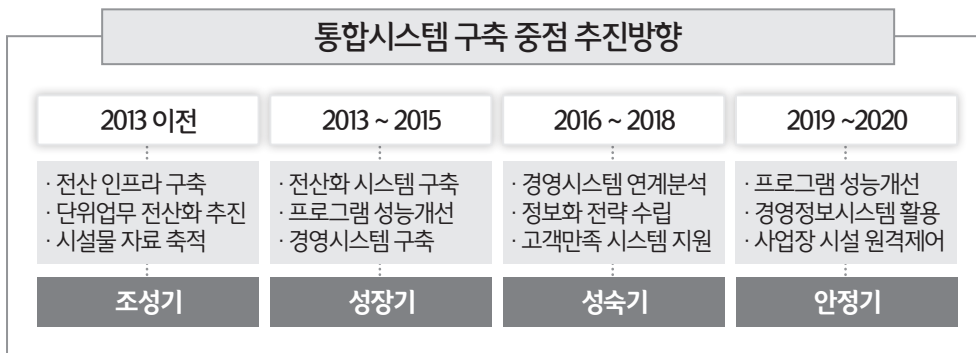 통합시스템 구축 중점 추진방향
2013 이전
· 전산 인프라 구축
· 단위업무 전산화 추진
· 시설물 자료 축적
조성기
2013 ~ 2015
· 전산화 시스템 구축
· 프로그램 성능개선
· 경영시스템 구축
성장기
2016 ~ 2018
· 경영시스템 연계분석
· 정보화 전략 수립
· 고객만족 시스템 지원
성숙기
2019 ~2020
· 프로그램 성능개선
· 경영정보시스템 활용
· 사업장 시설 원격제어
안정기